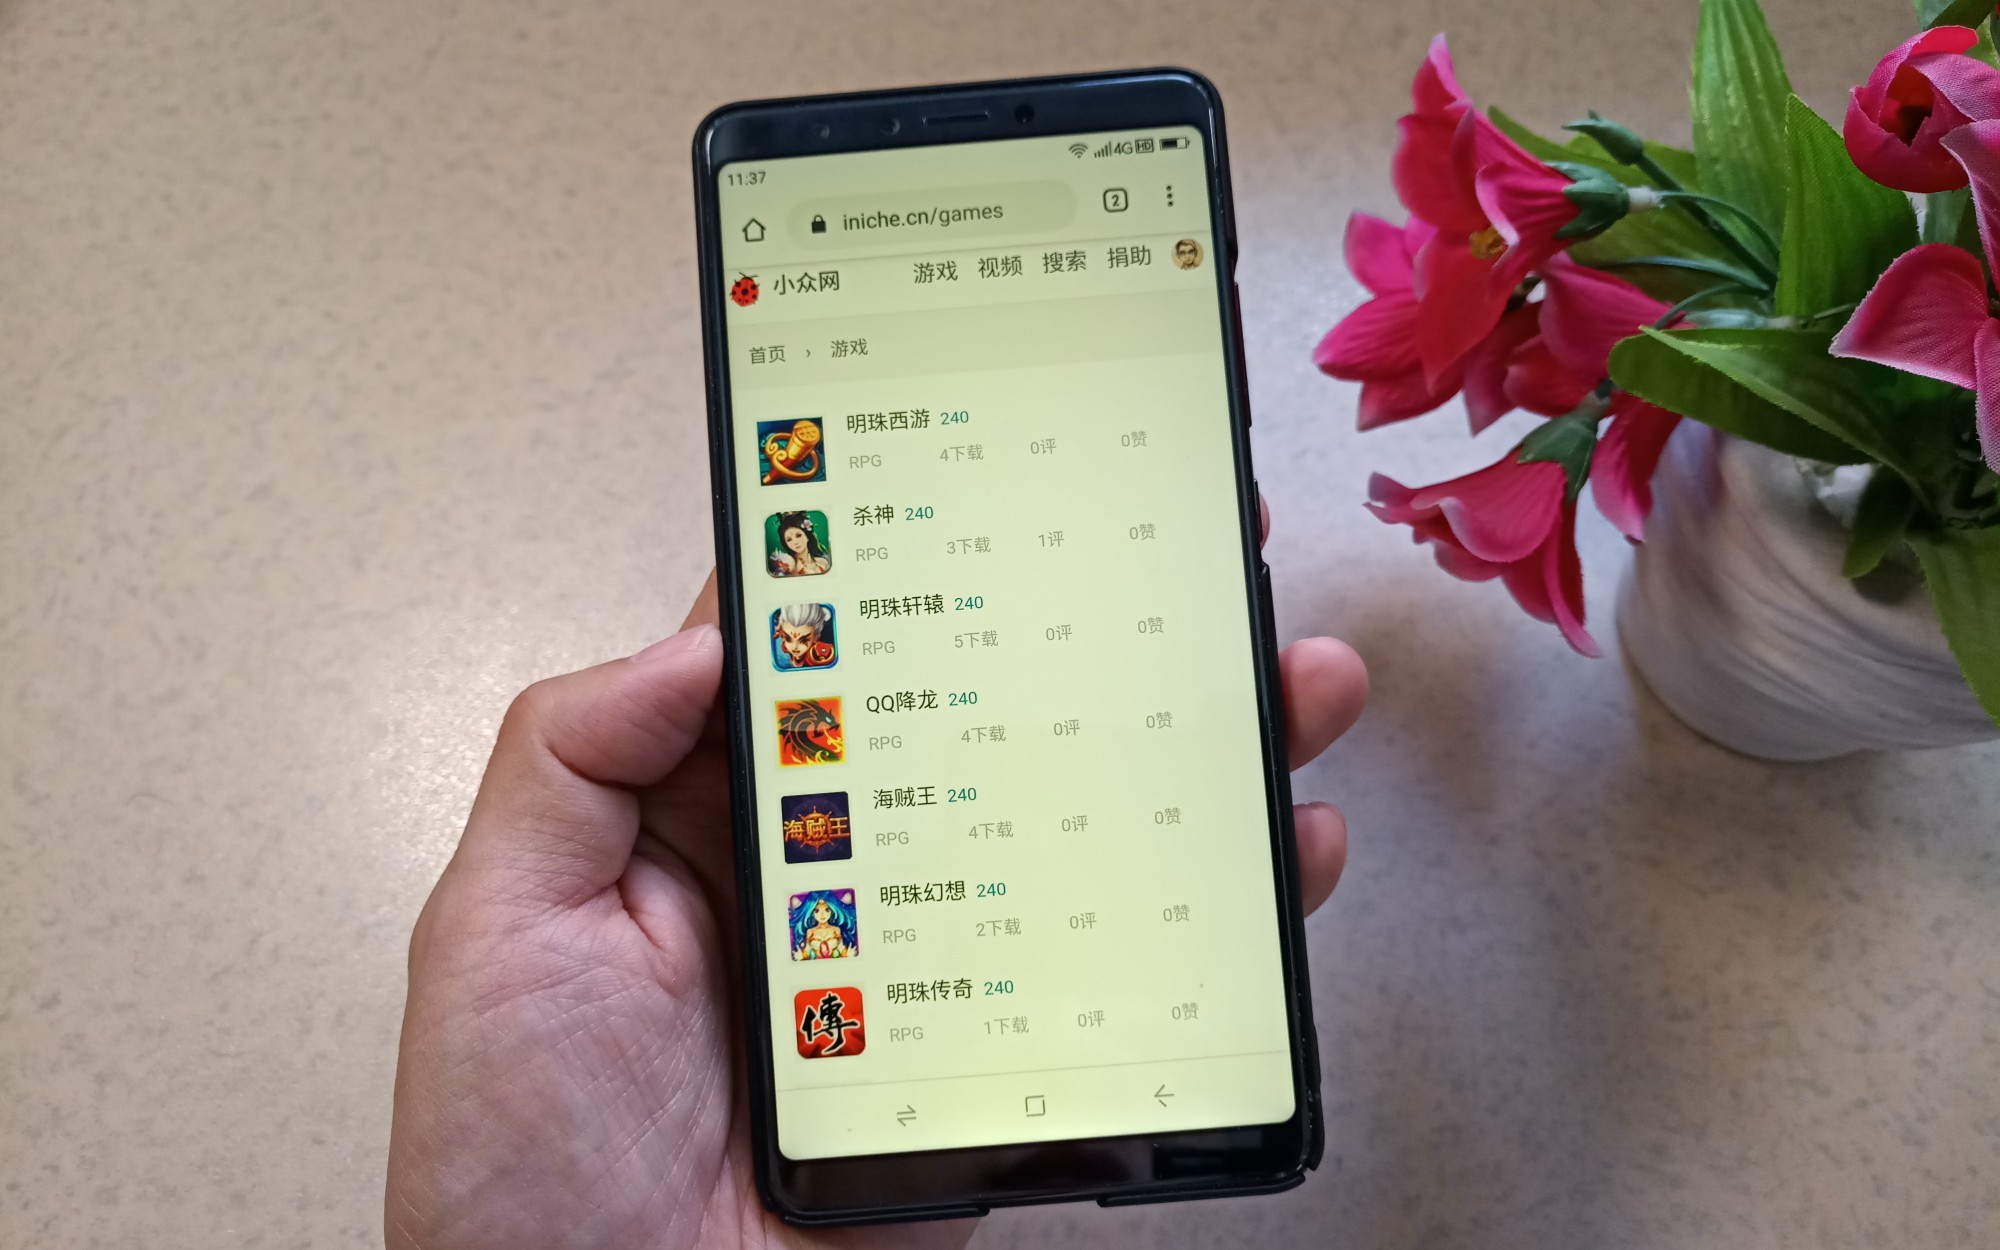 11:37 4G HD
iniche.cn/games 2
小众网 游戏 视频 搜索 捐助
首页 › 游戏
明珠西游 240
RPG 4下载 0评 0赞
杀神 240
RPG 3下载 1评 0赞
明珠轩辕 240
RPG 5下载 0评 0赞
QQ降龙 240
RPG 4下载 0评 0赞
海贼王 240
海贼王
RPG 4下载 0评 0赞
明珠幻想 240
RPG 2下载 0评 0赞
明珠传奇 240
傳
RPG 1下载 0评 0赞